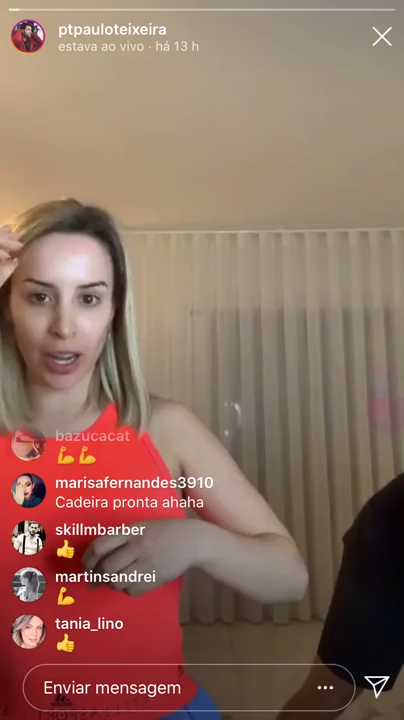 ptpauloteixeira
estava ao vivo · há 13 h
bazucacat
💪💪
marisafernandes3910
Cadeira pronta ahaha
skillmbarber
👍
martinsandrei
💪
tania_lino
👍
Enviar mensagem